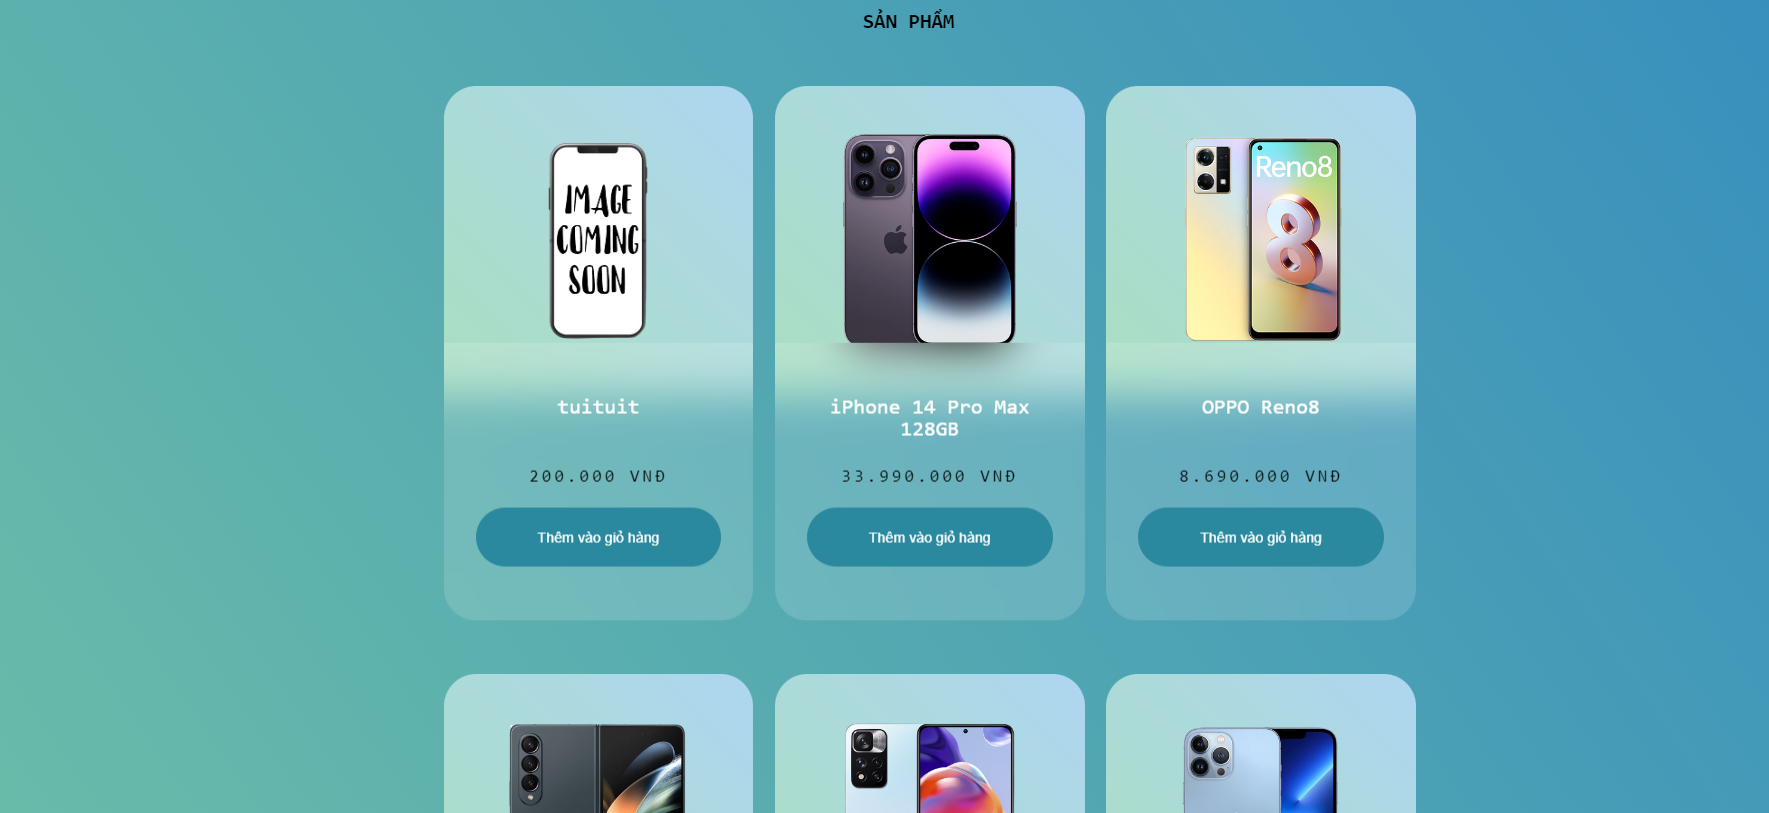 SẢN PHẨM
IMAGE
COMING
SOON
Reno8
8
tuituit
iPhone 14 Pro Max
128GB
OPPO Reno8
200.000 VNĐ
33.990.000 VNĐ
8.690.000 VNĐ
Thêm vào giỏ hàng
Thêm vào giỏ hàng
Thêm vào giỏ hàng